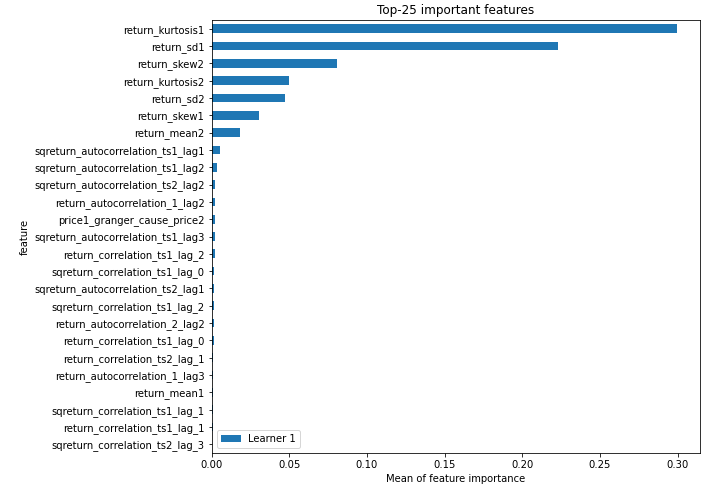 Top-25 important features
return_kurtosis1
return_sd1
return_skew2
return_kurtosis2
return_sd2
return_skew1
return_mean2
sqreturn_autocorrelation_ts1_lag1
sqreturn_autocorrelation_ts1_lag2
sqreturn_autocorrelation_ts2_lag2
return_autocorrelation_1_lag2
price1_granger_cause_price2
sqreturn_autocorrelation_ts1_lag3
return_correlation_ts1_lag_2
sqreturn_correlation_ts1_lag_0
sqreturn_autocorrelation_ts2_lag1
sqreturn_correlation_ts1_lag_2
return_autocorrelation_2_lag2
return_correlation_ts1_lag_0
return_correlation_ts2_lag_1
return_autocorrelation_1_lag3
return_mean1
sqreturn_correlation_ts1_lag_1
return_correlation_ts1_lag_1
sqreturn_correlation_ts2_lag_3
feature
Learner 1
0.00 0.05 0.10 0.15 0.20 0.25 0.30
Mean of feature importance